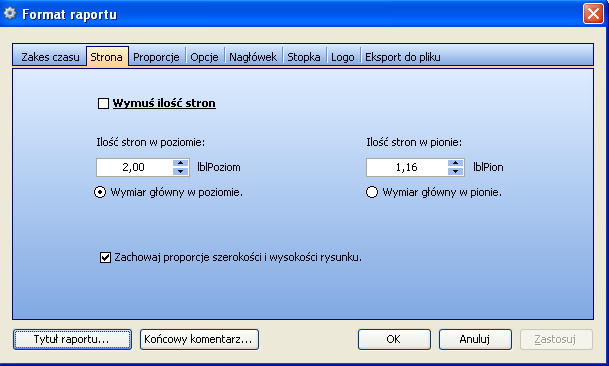 Format raportu
Zakes czasu Strona Proporcje Opcje Nagłówek Stopka Logo Eksport do pliku
Wymuś ilość stron
Ilość stron w poziomie: Ilość stron w pionie:
2,00 lblPoziom 1,16 lblPion
Wymiar główny w poziomie. Wymiar główny w pionie.
Zachowaj proporcje szerokości i wysokości rysunku.
Tytuł raportu... Końcowy komentarz... OK Anuluj Zastosuj